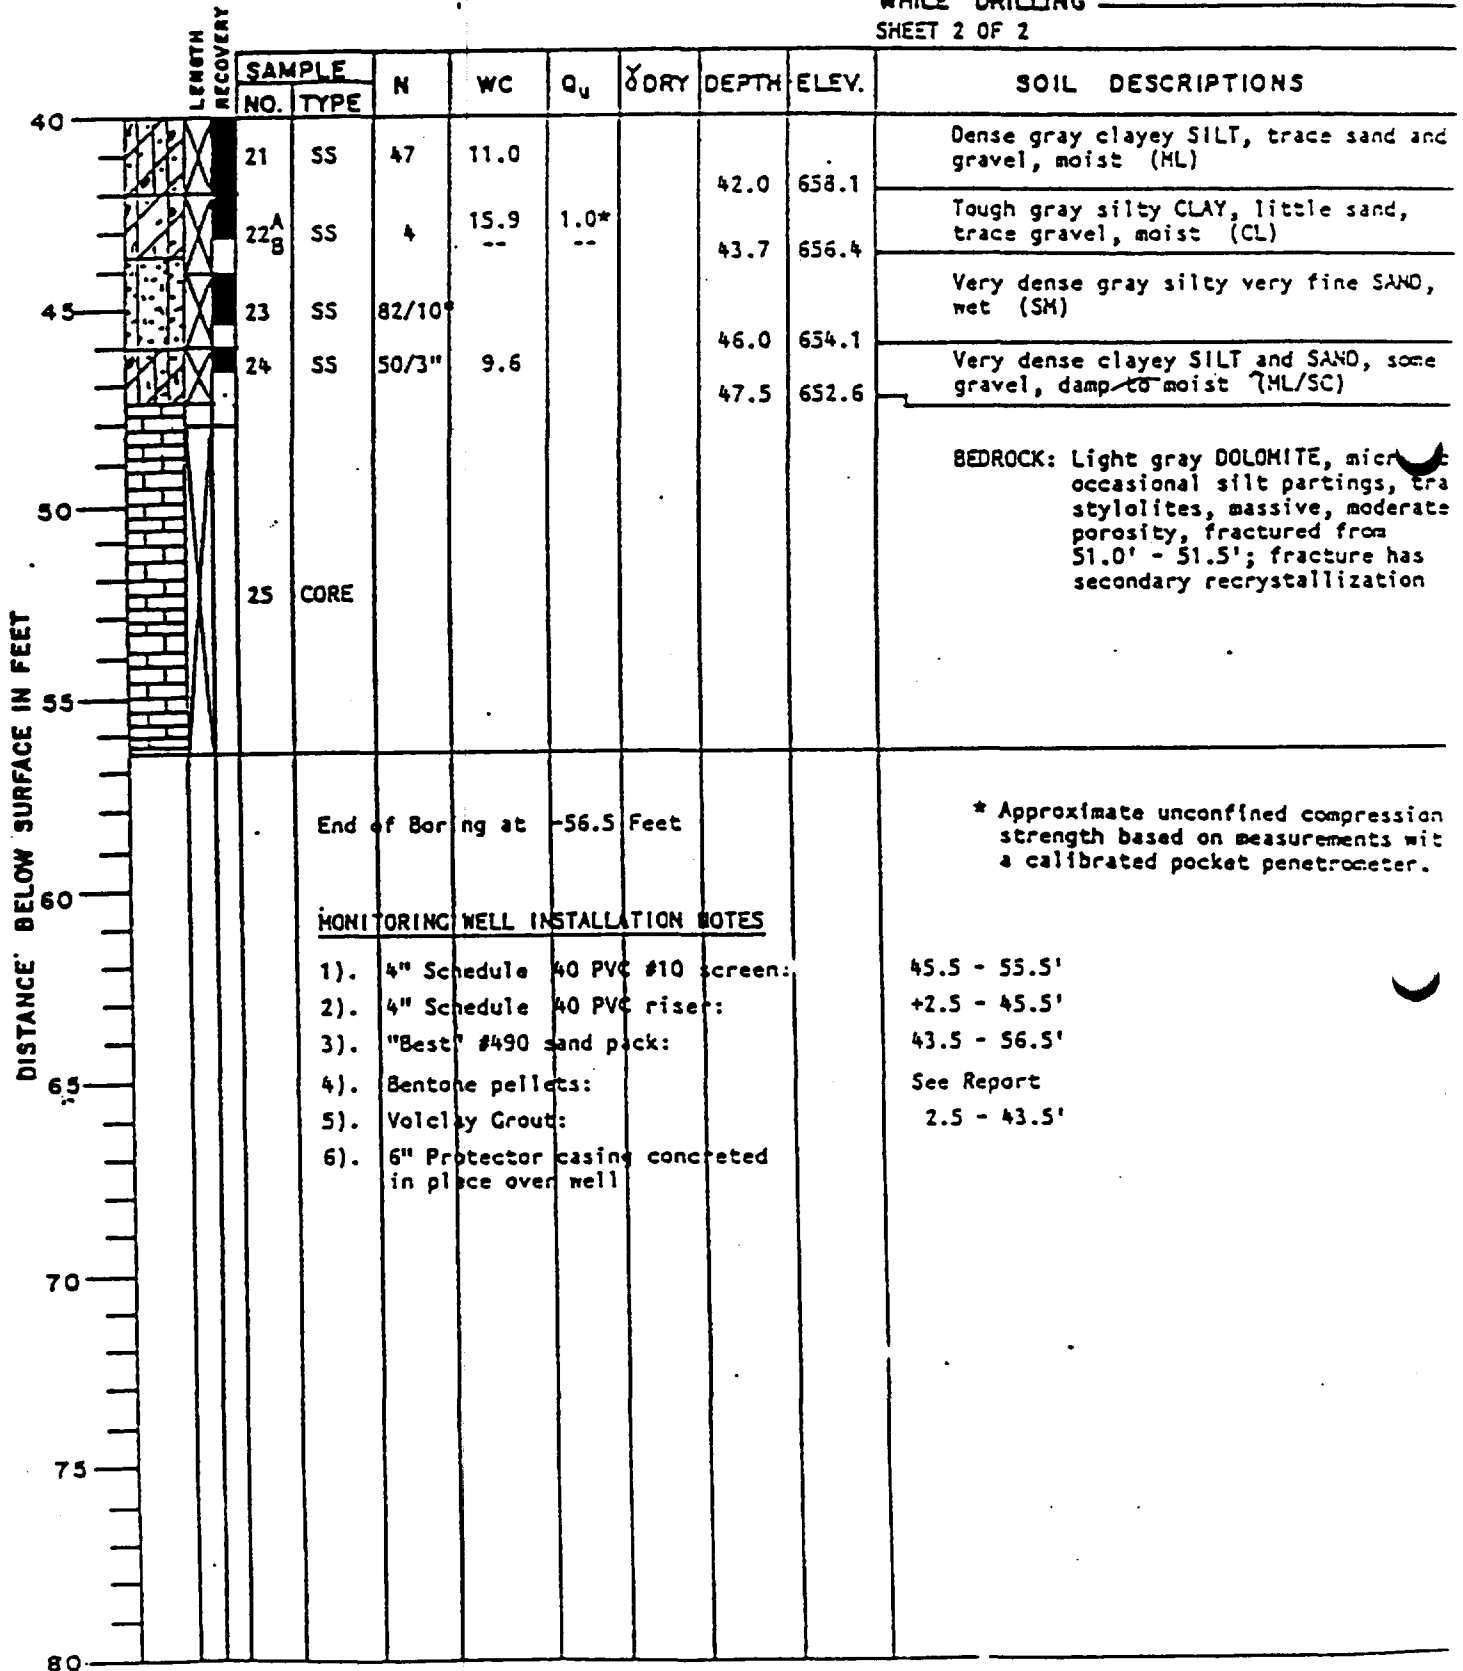 WHILE DRILLING
SHEET 2 OF 2
LENGTH
RECOVERY
SAMPLE
NO. TYPE N WC Qu γDRY DEPTH ELEV. SOIL DESCRIPTIONS
DISTANCE BELOW SURFACE IN FEET
40
21 SS 47 11.0
Dense gray clayey SILT, trace sand and
gravel, moist (ML)
42.0 658.1
22 A B SS 4 15.9 1.0*
-- --
Tough gray silty CLAY, little sand,
trace gravel, moist (CL)
43.7 656.4
45
23 SS 82/10"
Very dense gray silty very fine SAND,
wet (SM)
46.0 654.1
24 SS 50/3" 9.6
Very dense clayey SILT and SAND, some
gravel, damp to moist (ML/SC)
47.5 652.6
50
25 CORE
BEDROCK: Light gray DOLOMITE,
occasional silt partings,
stylolites, massive, moderate
porosity, fractured from
51.0' - 51.5'; fracture has
secondary recrystallization
55
End of Boring at -56.5 Feet
* Approximate unconfined compression
strength based on measurements wit
a calibrated pocket penetrometer.
60
MONITORING WELL INSTALLATION NOTES
1). 4" Schedule 40 PVC #10 screen: 45.5 - 55.5'
2). 4" Schedule 40 PVC riser: +2.5 - 45.5'
3). "Best" #490 sand pack: 43.5 - 56.5'
65
4). Bentone pellets: See Report
5). Volclay Grout: 2.5 - 43.5'
6). 6" Protector casing concreted
in place over well
70
75
80